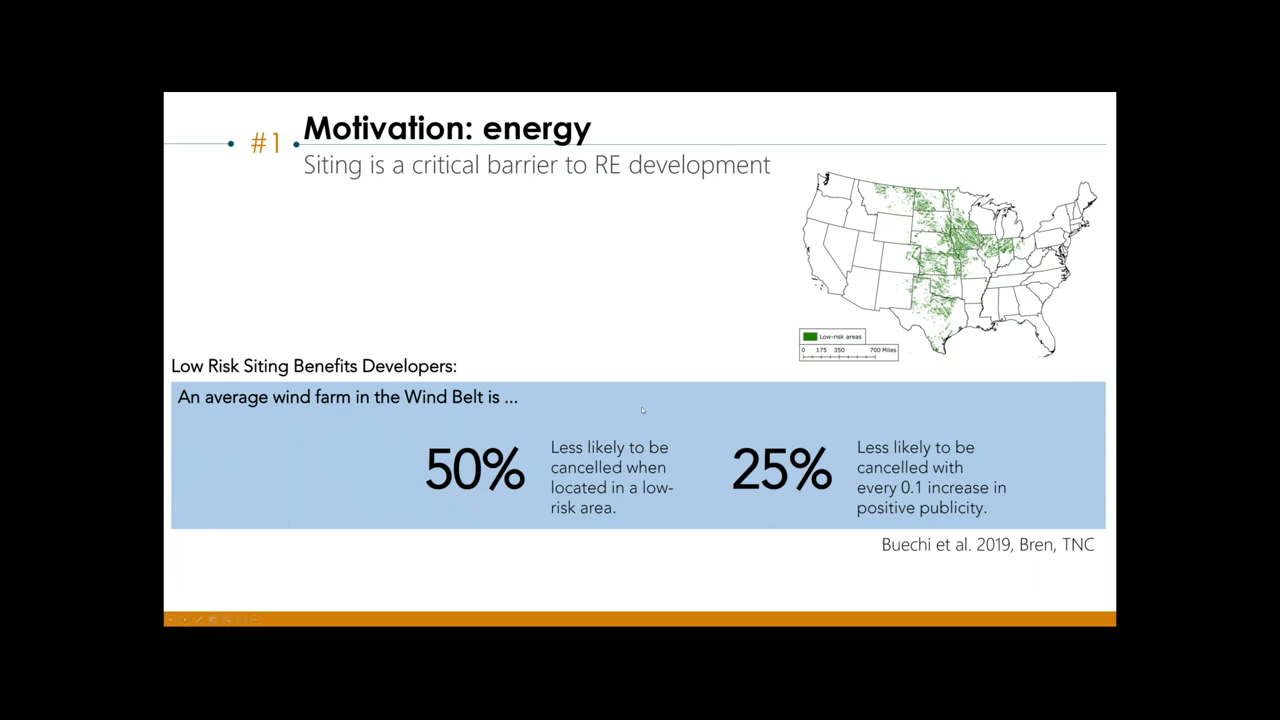 #1
Motivation: energy
Siting is a critical barrier to RE development
Low-risk areas
0 175 350 700 Miles
Low Risk Siting Benefits Developers:
An average wind farm in the Wind Belt is ...
50%
Less likely to be
cancelled when
located in a low-
risk area.
25%
Less likely to be
cancelled with
every 0.1 increase in
positive publicity.
Buechi et al. 2019, Bren, TNC